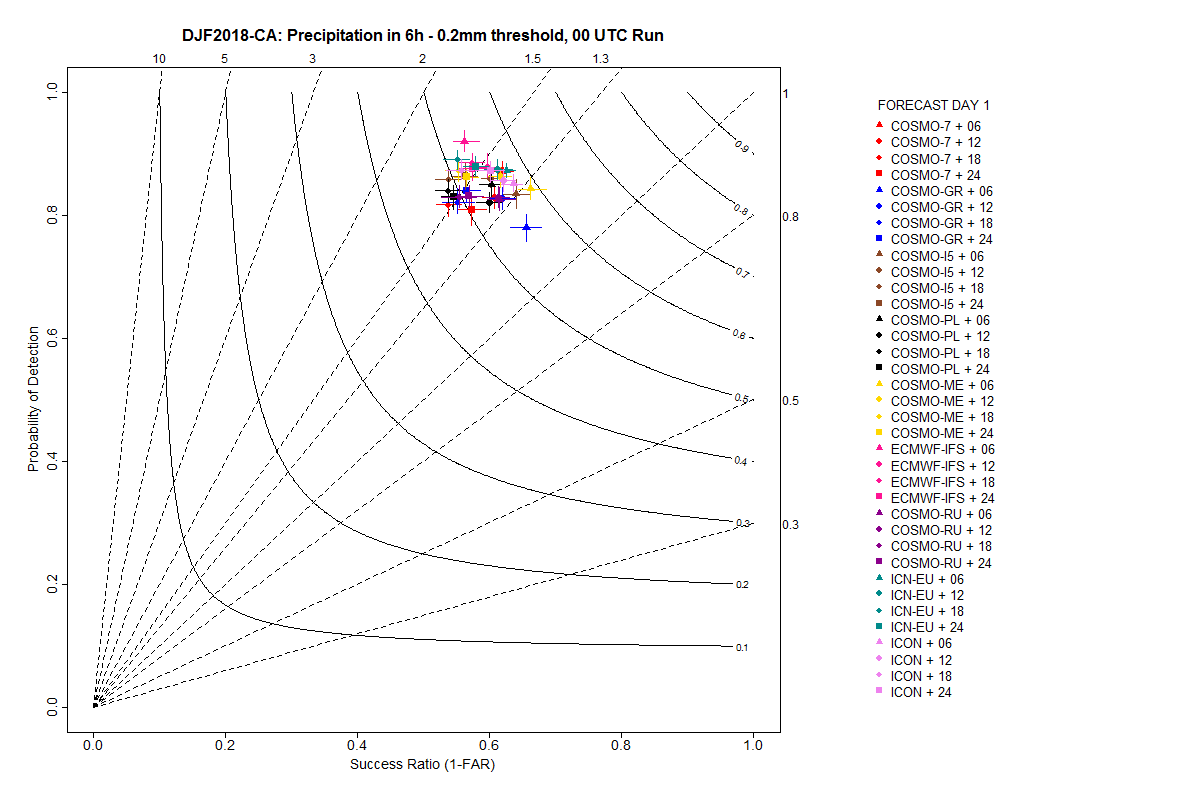 DJF2018-CA: Precipitation in 6h - 0.2mm threshold, 00 UTC Run
10 5 3 2 1.5 1.3
1
0.8
0.5
0.3
0.9
0.8
0.7
0.6
0.5
0.4
0.3
0.2
0.1
Probability of Detection
1.0
0.8
0.6
0.4
0.2
0.0
0.0 0.2 0.4 0.6 0.8 1.0
Success Ratio (1-FAR)
FORECAST DAY 1
COSMO-7 + 06
COSMO-7 + 12
COSMO-7 + 18
COSMO-7 + 24
COSMO-GR + 06
COSMO-GR + 12
COSMO-GR + 18
COSMO-GR + 24
COSMO-I5 + 06
COSMO-I5 + 12
COSMO-I5 + 18
COSMO-I5 + 24
COSMO-PL + 06
COSMO-PL + 12
COSMO-PL + 18
COSMO-PL + 24
COSMO-ME + 06
COSMO-ME + 12
COSMO-ME + 18
COSMO-ME + 24
ECMWF-IFS + 06
ECMWF-IFS + 12
ECMWF-IFS + 18
ECMWF-IFS + 24
COSMO-RU + 06
COSMO-RU + 12
COSMO-RU + 18
COSMO-RU + 24
ICN-EU + 06
ICN-EU + 12
ICN-EU + 18
ICN-EU + 24
ICON + 06
ICON + 12
ICON + 18
ICON + 24